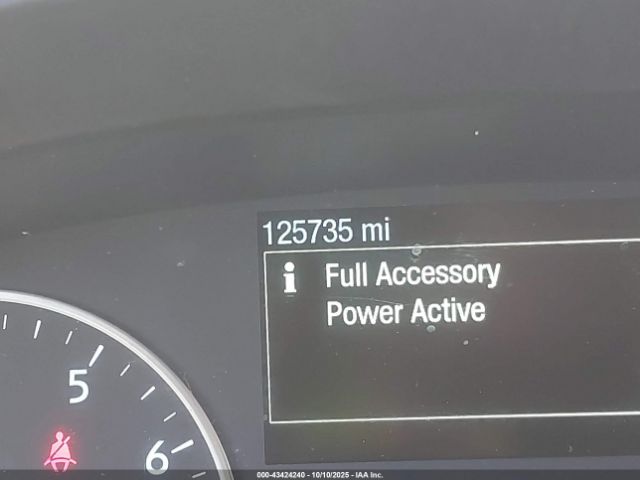 125735 mi
i Full Accessory
Power Active
5
6
000-43424240 - 10/10/2025 - IAA Inc.